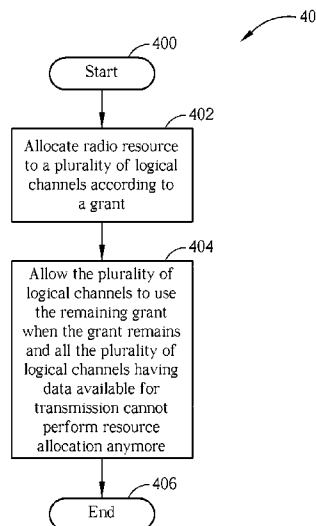 40
400
Start
402
Allocate radio resource
to a plurality of logical
channels according to
a grant
404
Allow the plurality of
logical channels to use
the remaining grant
when the grant remains
and all the plurality of
logical channels having
data available for
transmission cannot
perform resource
allocation anymore
406
End